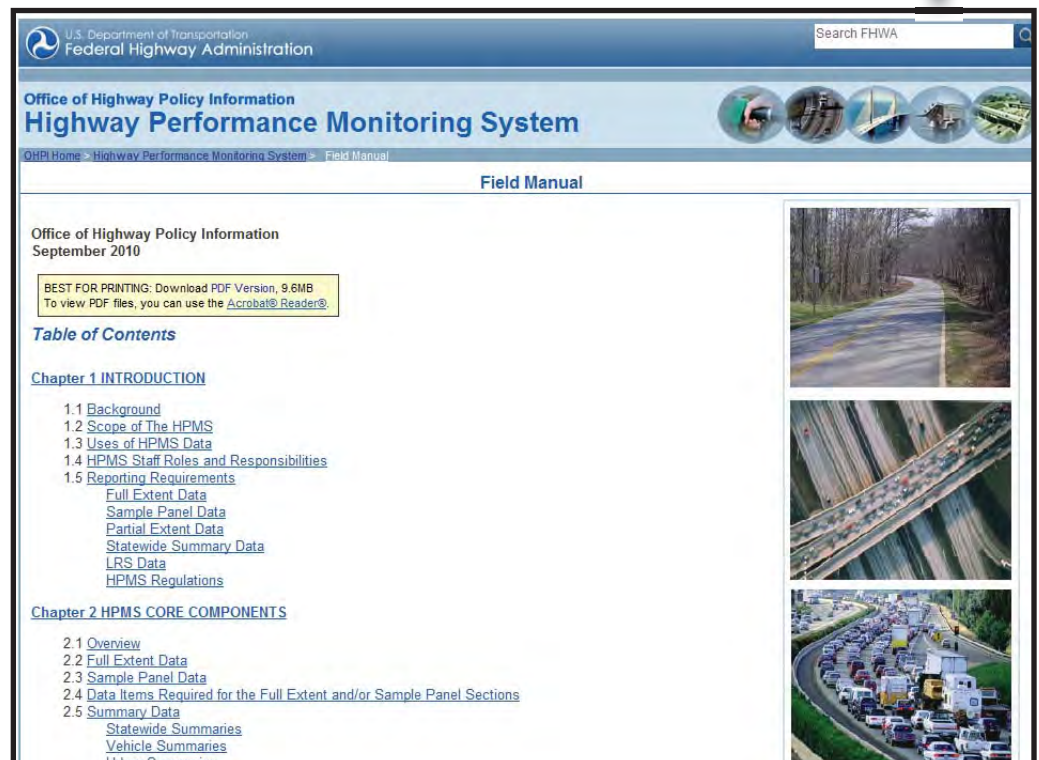 U.S. Department of Transportation
Federal Highway Administration
Search FHWA
Office of Highway Policy Information
Highway Performance Monitoring System
OHPI Home > Highway Performance Monitoring System > Field Manual
Field Manual
Office of Highway Policy Information
September 2010
BEST FOR PRINTING: Download PDF Version, 9.6MB
To view PDF files, you can use the Acrobat® Reader®.
Table of Contents
Chapter 1 INTRODUCTION
1.1 Background
1.2 Scope of The HPMS
1.3 Uses of HPMS Data
1.4 HPMS Staff Roles and Responsibilities
1.5 Reporting Requirements
Full Extent Data
Sample Panel Data
Partial Extent Data
Statewide Summary Data
LRS Data
HPMS Regulations
Chapter 2 HPMS CORE COMPONENTS
2.1 Overview
2.2 Full Extent Data
2.3 Sample Panel Data
2.4 Data Items Required for the Full Extent and/or Sample Panel Sections
2.5 Summary Data
Statewide Summaries
Vehicle Summaries